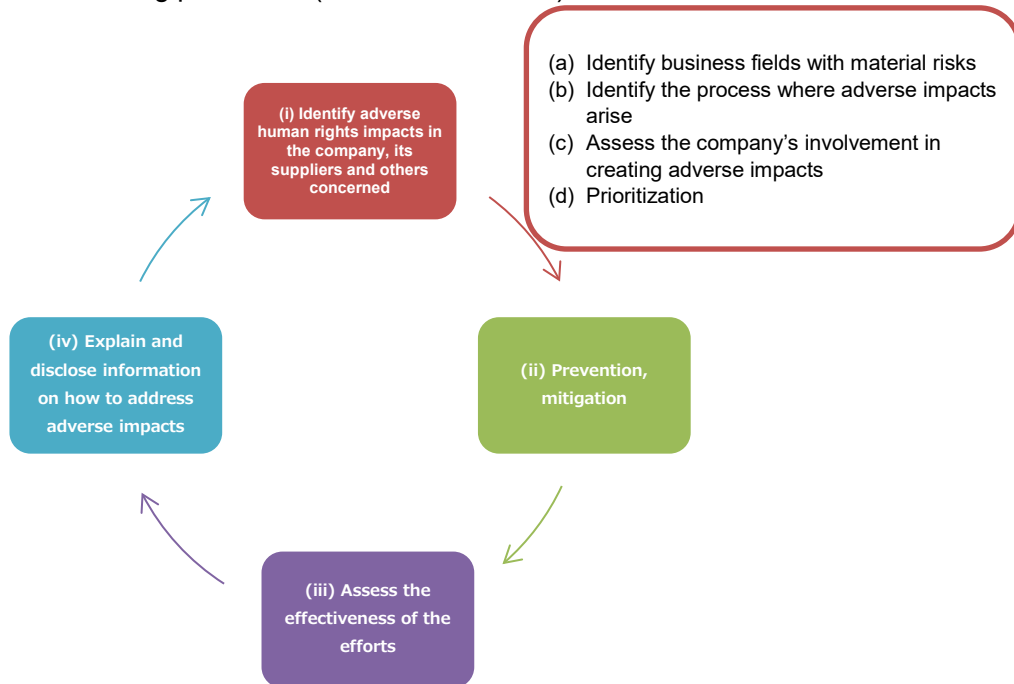 (i) Identify adverse
human rights impacts in
the company, its
suppliers and others
concerned
(a) Identify business fields with material risks
(b) Identify the process where adverse impacts
arise
(c) Assess the company’s involvement in
creating adverse impacts
(d) Prioritization
(ii) Prevention,
mitigation
(iii) Assess the
effectiveness of the
efforts
(iv) Explain and
disclose information
on how to address
adverse impacts